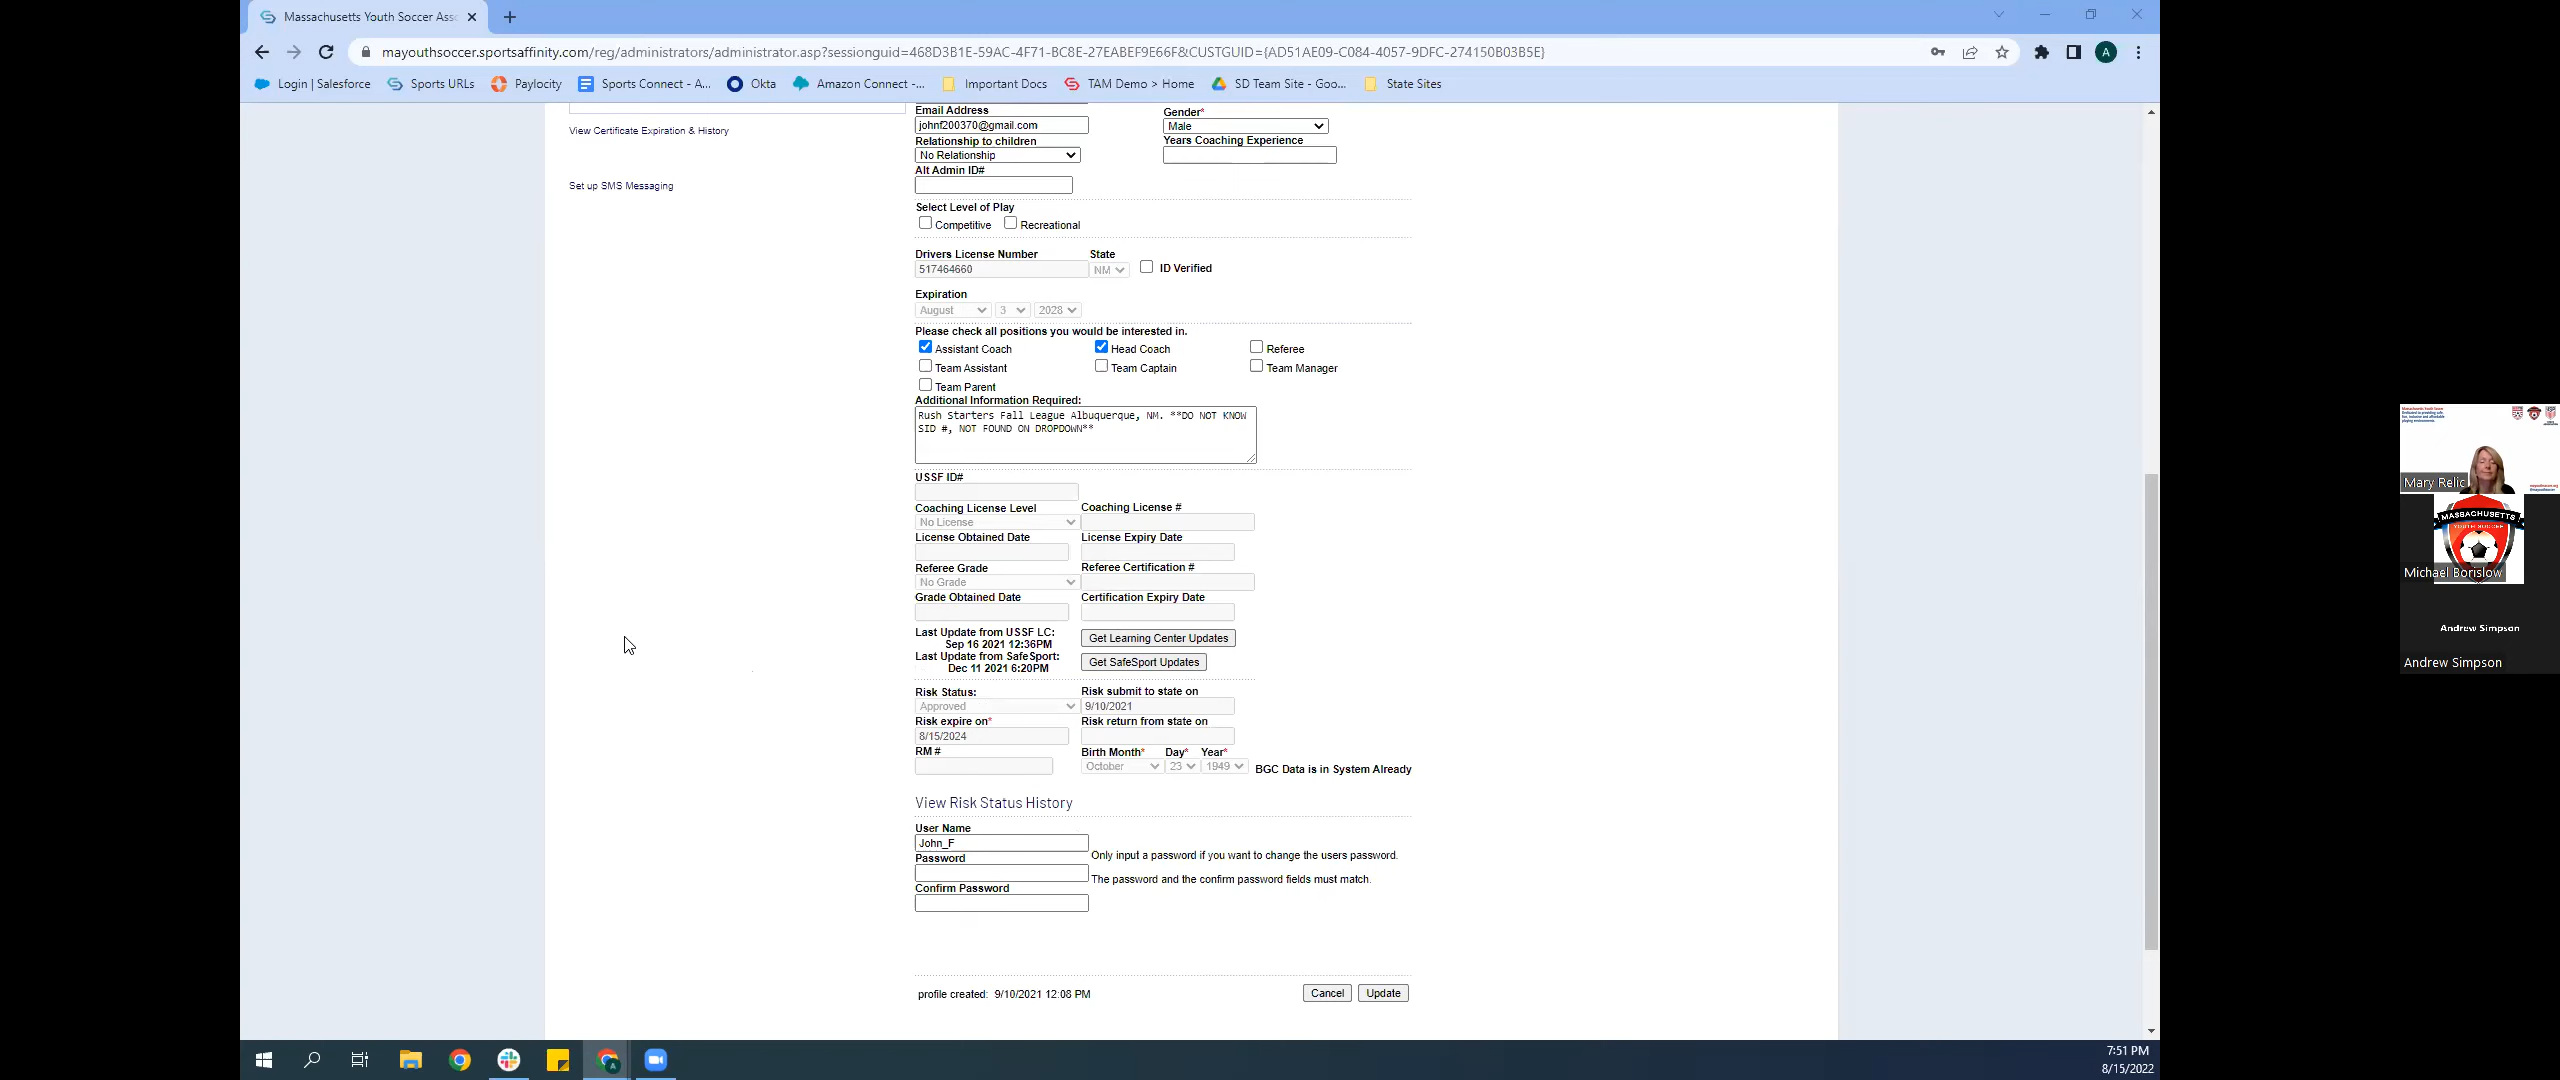 Massachusetts Youth Soccer Asso
mayouthsoccer.sportsaffinity.com/reg/administrators/administrator.asp?sessionguid=468D3B1E-59AC-4F71-BC8E-27EABEF9E66F&CUSTGUID={AD51AE09-C084-4057-9DFC-274150B03B5E}
A
Login | Salesforce Sports URLs Paylocity Sports Connect - A... Okta Amazon Connect -... Important Docs TAM Demo > Home SD Team Site - Goo... State Sites
View Certificate Expiration & History
Set up SMS Messaging
Email Address Gender*
johnf200370@gmail.com Male
Relationship to children Years Coaching Experience
No Relationship
Alt Admin ID#
Select Level of Play
Competitive Recreational
Drivers License Number State
517464660 NM ID Verified
Expiration
August 3 2028
Please check all positions you would be interested in.
Assistant Coach Head Coach Referee
Team Assistant Team Captain Team Manager
Team Parent
Additional Information Required:
Rush Starters Fall League Albuquerque, NM. **DO NOT KNOW
SID #, NOT FOUND ON DROPDOWN**
USSF ID#
Coaching License Level Coaching License #
No License
License Obtained Date License Expiry Date
Referee Grade Referee Certification #
No Grade
Grade Obtained Date Certification Expiry Date
Last Update from USSF LC: Get Learning Center Updates
Sep 16 2021 12:36PM
Last Update from SafeSport: Get SafeSport Updates
Dec 11 2021 6:20PM
Risk Status: Risk submit to state on
Approved 9/10/2021
Risk expire on* Risk return from state on
8/15/2024
RM # Birth Month* Day* Year*
October 23 1949 BGC Data is in System Already
View Risk Status History
User Name
John_F
Only input a password if you want to change the users password.
Password
The password and the confirm password fields must match.
Confirm Password
profile created: 9/10/2021 12:08 PM Cancel Update
A
7:51 PM
8/15/2022
Mary Relic
MASSACHUSETTS
YOUTH SOCCER
Michael Borislow
Andrew Simpson
Andrew Simpson